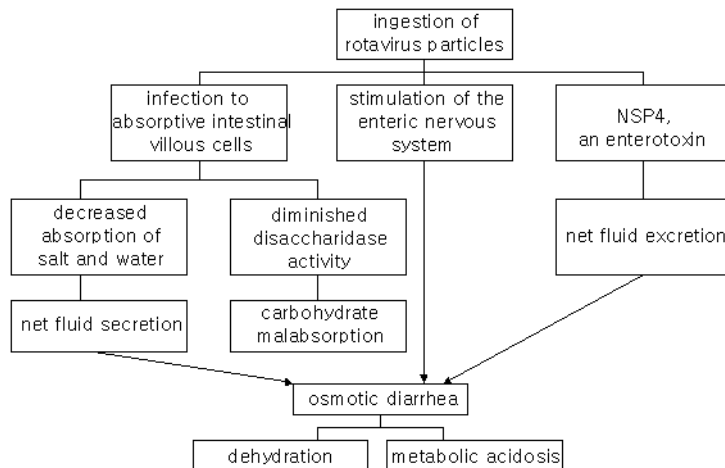 ingestion of
rotavirus particles
infection to
absorptive intestinal
villous cells
stimulation of the
enteric nervous
system
NSP4,
an enterotoxin
decreased
absorption of
salt and water
diminished
disaccharidase
activity
net fluid excretion
net fluid secretion
carbohydrate
malabsorption
osmotic diarrhea
dehydration
metabolic acidosis